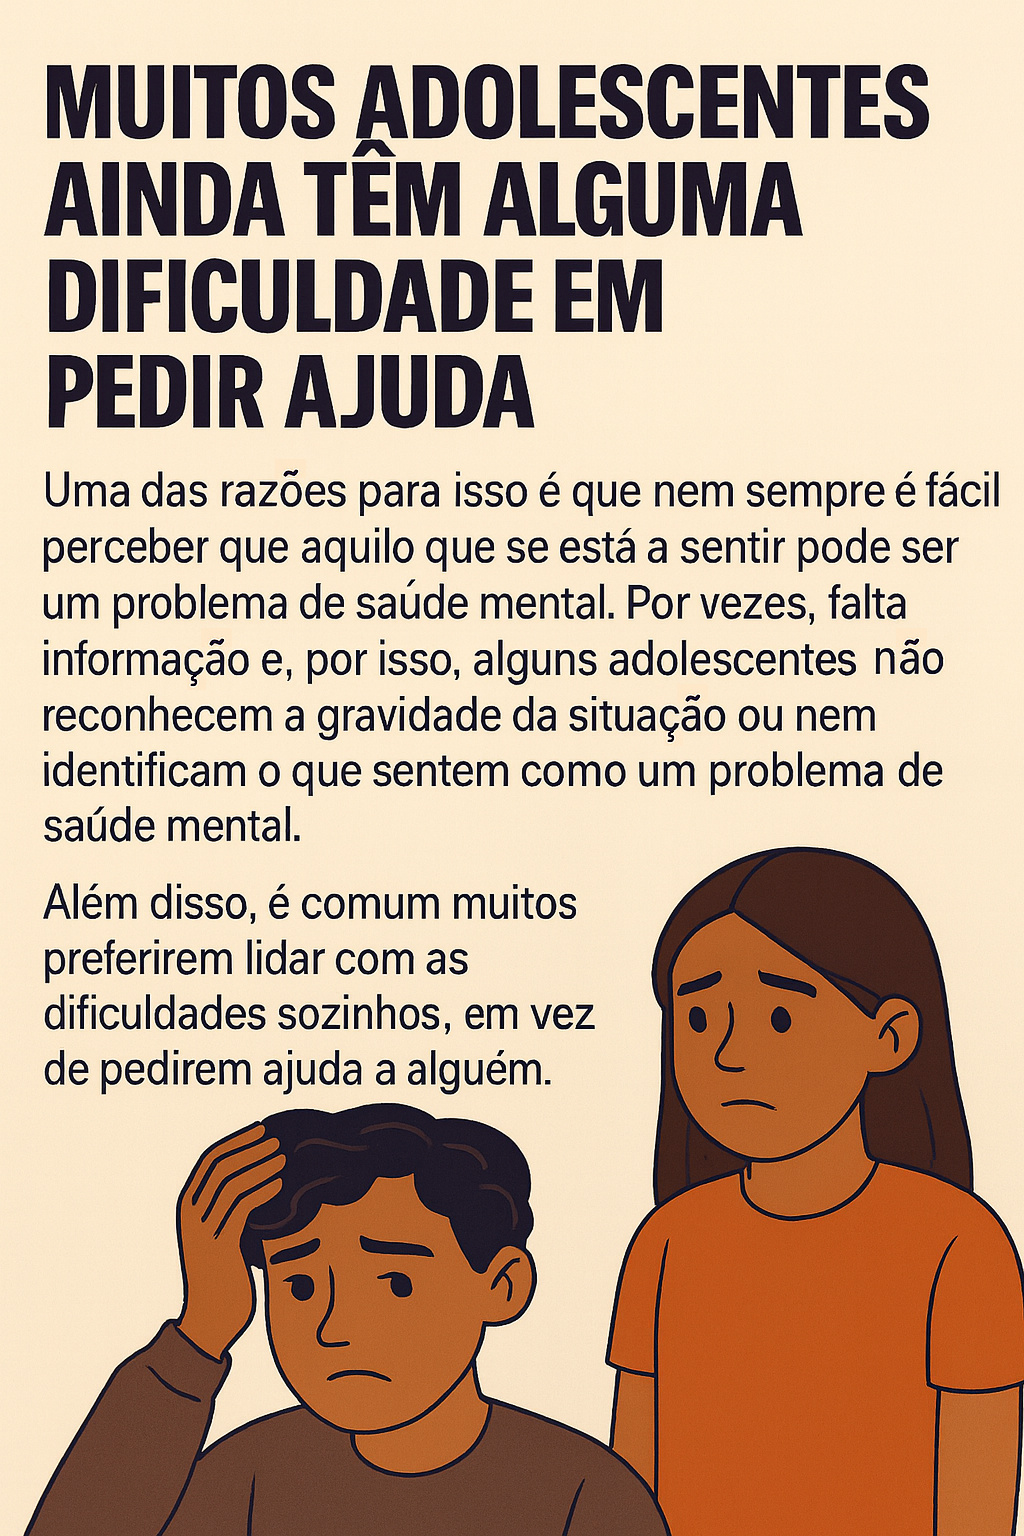 MUITOS ADOLESCENTES
AINDA TÊM ALGUMA
DIFICULDADE EM
PEDIR AJUDA
Uma das razões para isso é que nem sempre é fácil
perceber que aquilo que se está a sentir pode ser
um problema de saúde mental. Por vezes, falta
informação e, por isso, alguns adolescentes não
reconhecem a gravidade da situação ou nem
identificam o que sentem como um problema de
saúde mental.
Além disso, é comum muitos
preferirem lidar com as
dificuldades sozinhos, em vez
de pedirem ajuda a alguém.